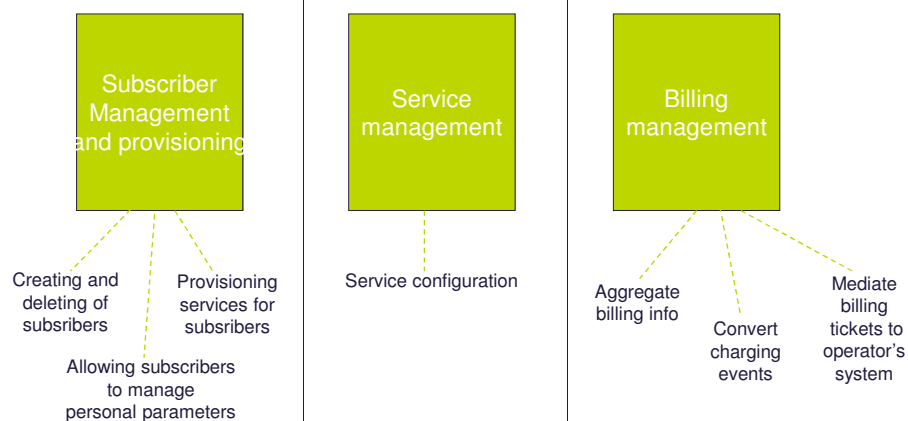 Subscriber
Management
and provisioning
Service
management
Billing
management
Creating and
deleting of
subsribers
Provisioning
services for
subsribers
Allowing subscribers
to manage
personal parameters
Service configuration
Aggregate
billing info
Convert
charging
events
Mediate
billing
tickets to
operator's
system